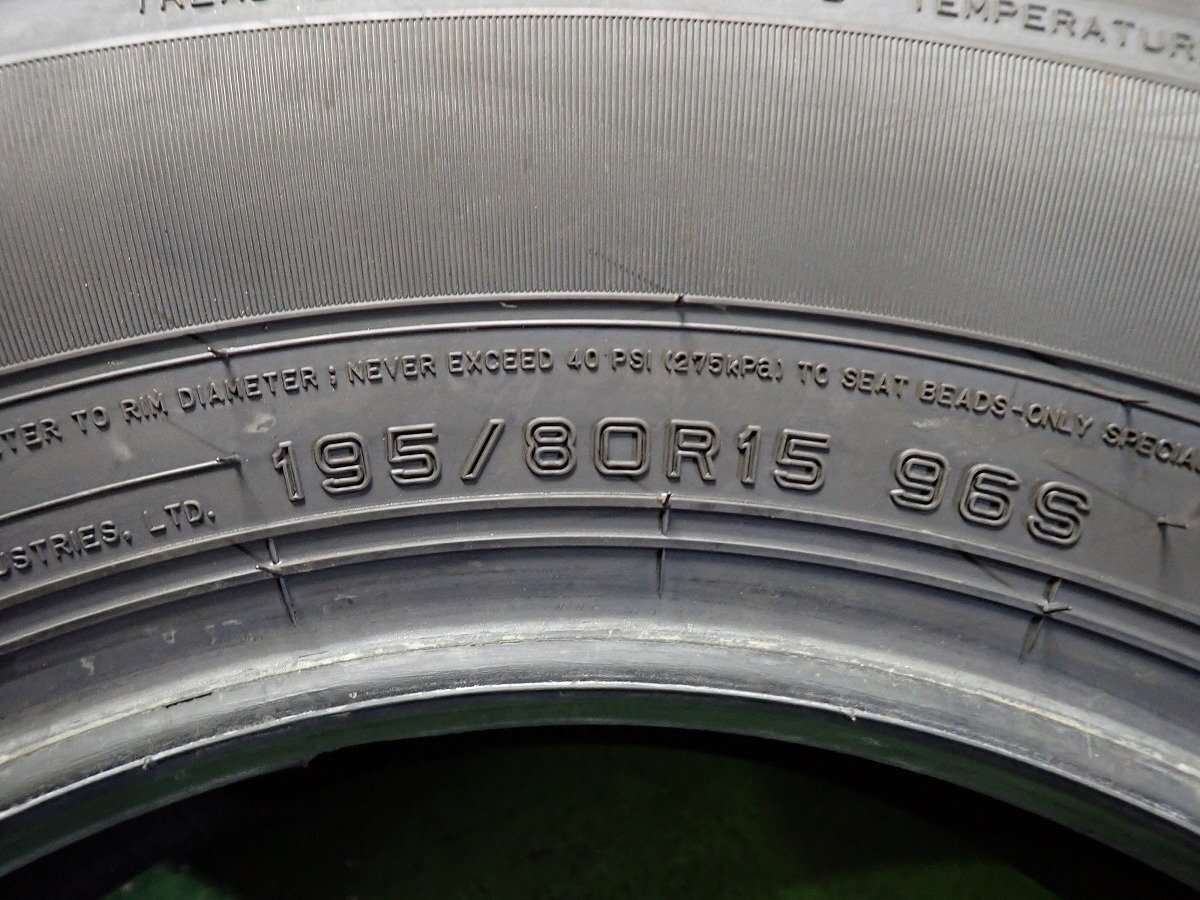 TEMPERATUR
TER TO RIM DIAMETER ; NEVER EXCEED 40 PSI (275kPa) TO SEAT BEADS-ONLY SPECIA
195/80R15 96S
USTRIES, LTD.